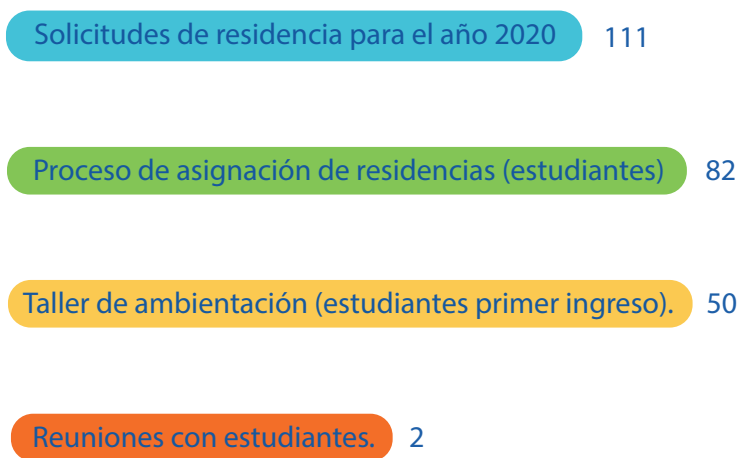 Solicitudes de residencia para el año 2020 111
Proceso de asignación de residencias (estudiantes) 82
Taller de ambientación (estudiantes primer ingreso). 50
Reuniones con estudiantes. 2